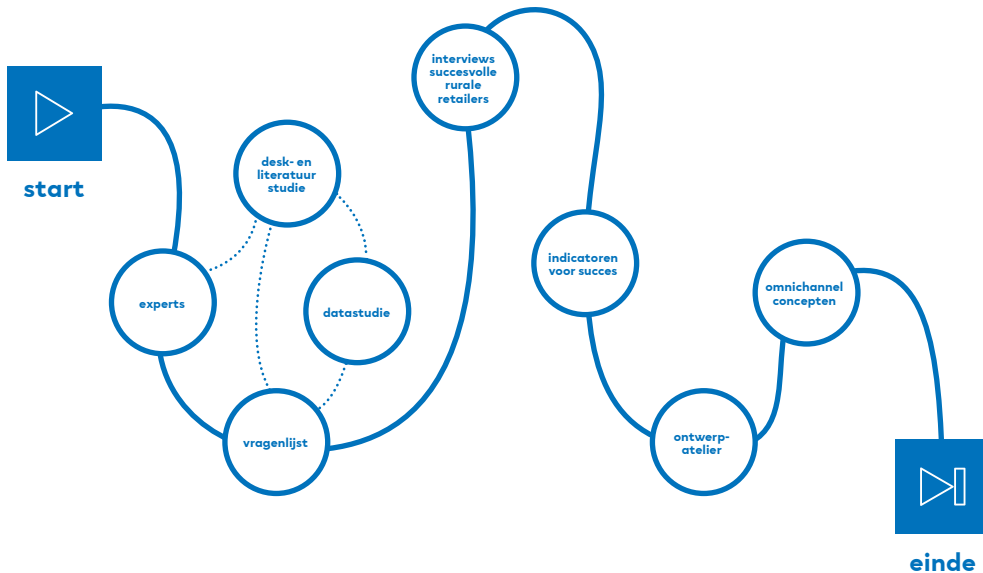 start
experts
desk- en
literatuur
studie
datastudie
vragenlijst
interviews
succesvolle
rurale
retailers
indicatoren
voor succes
ontwerp-
atelier
omnichannel
concepten
einde